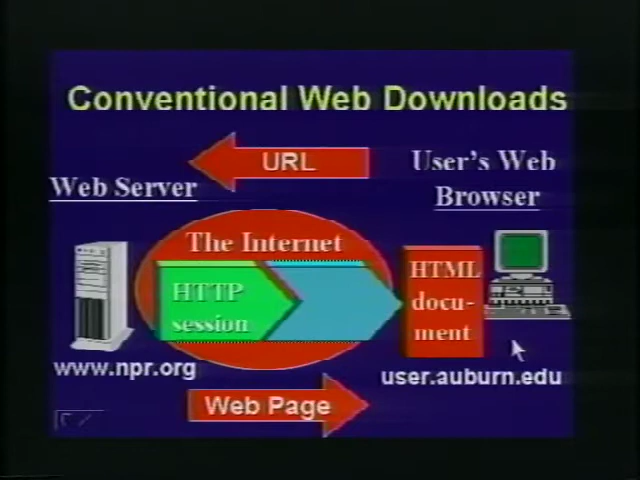 Conventional Web Downloads
URL
User's Web
Browser
Web Server
The Internet
HTTP
session
HTML
docu-
ment
www.npr.org
user.auburn.edu
Web Page